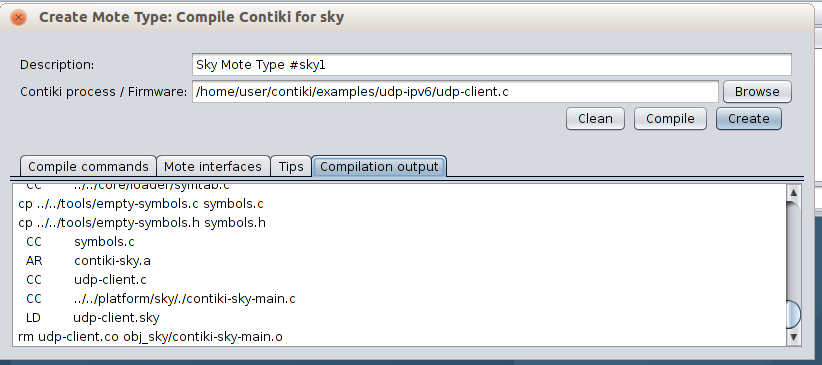 Create Mote Type: Compile Contiki for sky
Description: Sky Mote Type #sky1
Contiki process / Firmware: /home/user/contiki/examples/udp-ipv6/udp-client.c Browse
Clean Compile Create
Compile commands Mote interfaces Tips Compilation output
CC ../../core/loader/symtab.c
cp ../../tools/empty-symbols.c symbols.c
cp ../../tools/empty-symbols.h symbols.h
CC symbols.c
AR contiki-sky.a
CC udp-client.c
CC ../../platform/sky/./contiki-sky-main.c
LD udp-client.sky
rm udp-client.co obj_sky/contiki-sky-main.o